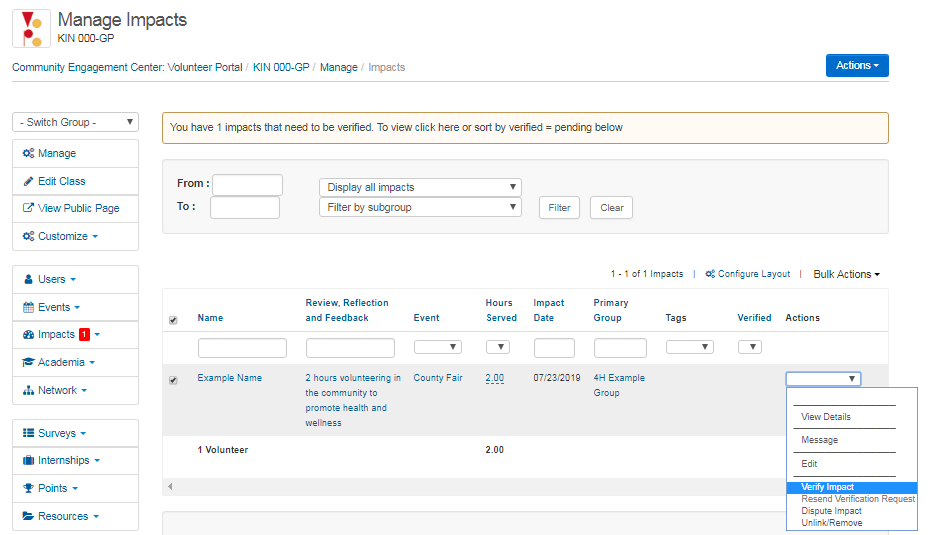 Manage Impacts
KIN 000-GP
Community Engagement Center: Volunteer Portal / KIN 000-GP / Manage / Impacts
Actions
- Switch Group -
Manage
Edit Class
View Public Page
Customize
Users
Events
Impacts 1
Academia
Network
Surveys
Internships
Points
Resources
You have 1 impacts that need to be verified. To view click here or sort by verified = pending below
From :
To :
Display all impacts
Filter by subgroup
Filter
Clear
1 - 1 of 1 Impacts | Configure Layout | Bulk Actions
Name
Review, Reflection
and Feedback
Event
Hours
Served
Impact
Date
Primary
Group
Tags
Verified
Actions
Example Name
2 hours volunteering in
the community to
promote health and
wellness
County Fair
2.00
07/23/2019
4H Example
Group
1 Volunteer
2.00
View Details
Message
Edit
Verify Impact
Resend Verification Request
Dispute Impact
Unlink/Remove